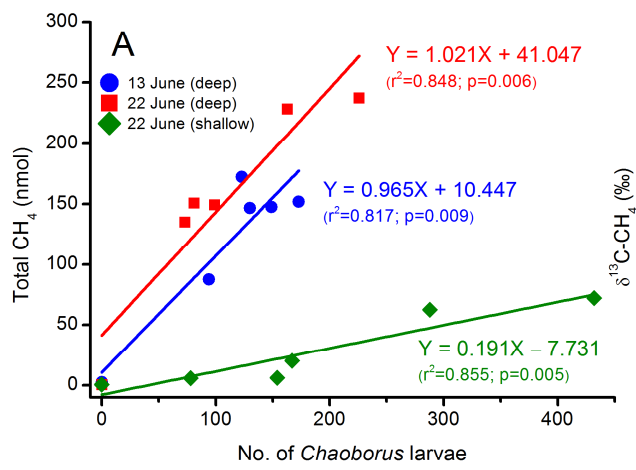 A
13 June (deep)
22 June (deep)
22 June (shallow)
Y = 1.021X + 41.047
(r²=0.848; p=0.006)
Y = 0.965X + 10.447
(r²=0.817; p=0.009)
Y = 0.191X – 7.731
(r²=0.855; p=0.005)
Total CH₄ (nmol)
300
250
200
150
100
50
0
δ¹³C-CH₄ (‰)
0
100
200
300
400
No. of Chaoborus larvae